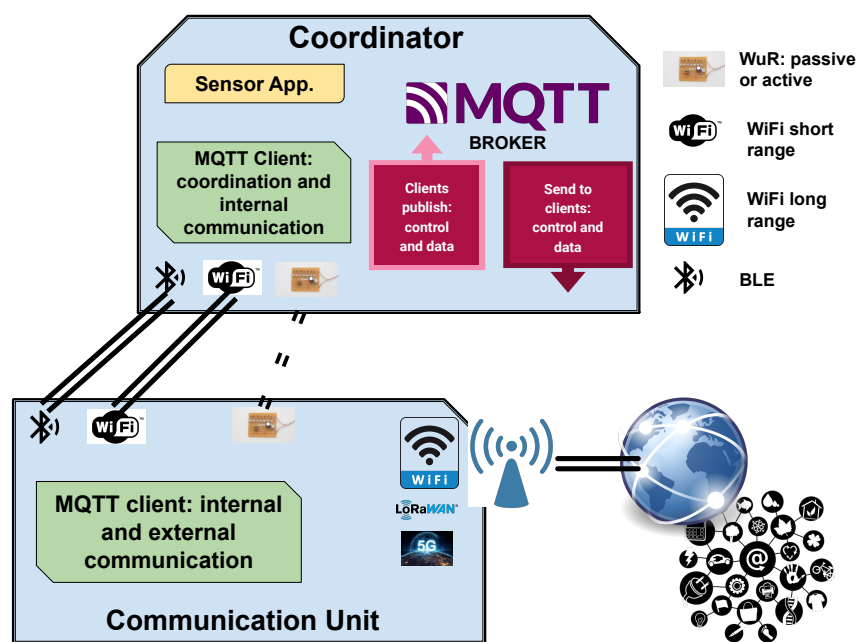 Coordinator
Sensor App.
MQTT
BROKER
MQTT Client:
coordination and
internal
communication
Clients
publish:
control
and data
Send to
clients:
control and
data
WiFi™
WuR: passive
or active
WiFi
WiFi short
range
WiFi
WiFi long
range
BLE
WiFi™
WiFi
LoRaWAN
5G
MQTT client: internal
and external
communication
Communication Unit
@